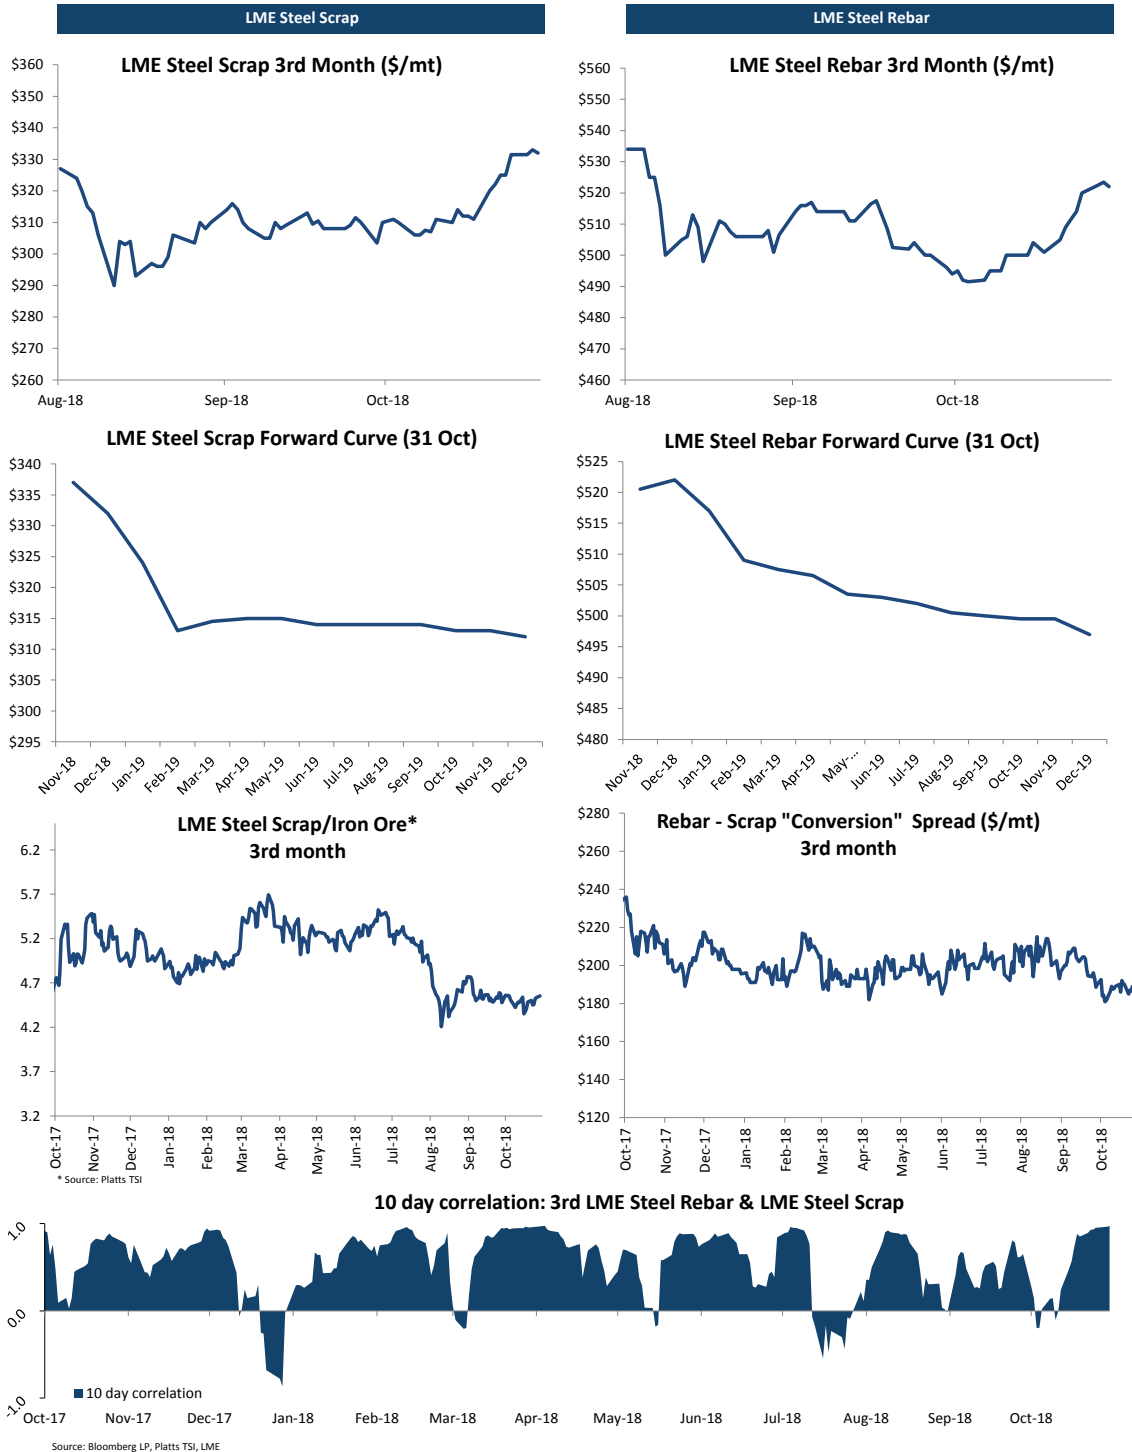 LME Steel Scrap
LME Steel Rebar
LME Steel Scrap 3rd Month ($/mt)
$360
$350
$340
$330
$320
$310
$300
$290
$280
$270
$260
Aug-18 Sep-18 Oct-18
LME Steel Rebar 3rd Month ($/mt)
$560
$550
$540
$530
$520
$510
$500
$490
$480
$470
$460
Aug-18 Sep-18 Oct-18
LME Steel Scrap Forward Curve (31 Oct)
$340
$335
$330
$325
$320
$315
$310
$305
$300
$295
Nov-18 Dec-18 Jan-19 Feb-19 Mar-19 Apr-19 May-19 Jun-19 Jul-19 Aug-19 Sep-19 Oct-19 Nov-19 Dec-19
LME Steel Rebar Forward Curve (31 Oct)
$525
$520
$515
$510
$505
$500
$495
$490
$485
$480
Nov-18 Dec-18 Jan-19 Feb-19 Mar-19 Apr-19 May-... Jun-19 Jul-19 Aug-19 Sep-19 Oct-19 Nov-19 Dec-19
LME Steel Scrap/Iron Ore*
3rd month
6.2
5.7
5.2
4.7
4.2
3.7
3.2
Oct-17 Nov-17 Dec-17 Jan-18 Feb-18 Mar-18 Apr-18 May-18 Jun-18 Jul-18 Aug-18 Sep-18 Oct-18
* Source: Platts TSI
Rebar - Scrap "Conversion" Spread ($/mt)
3rd month
$280
$260
$240
$220
$200
$180
$160
$140
$120
Oct-17 Nov-17 Dec-17 Jan-18 Feb-18 Mar-18 Apr-18 May-18 Jun-18 Jul-18 Aug-18 Sep-18 Oct-18
10 day correlation: 3rd LME Steel Rebar & LME Steel Scrap
1.0
0.0
-1.0
10 day correlation
Oct-17 Nov-17 Dec-17 Jan-18 Feb-18 Mar-18 Apr-18 May-18 Jun-18 Jul-18 Aug-18 Sep-18 Oct-18
Source: Bloomberg LP, Platts TSI, LME